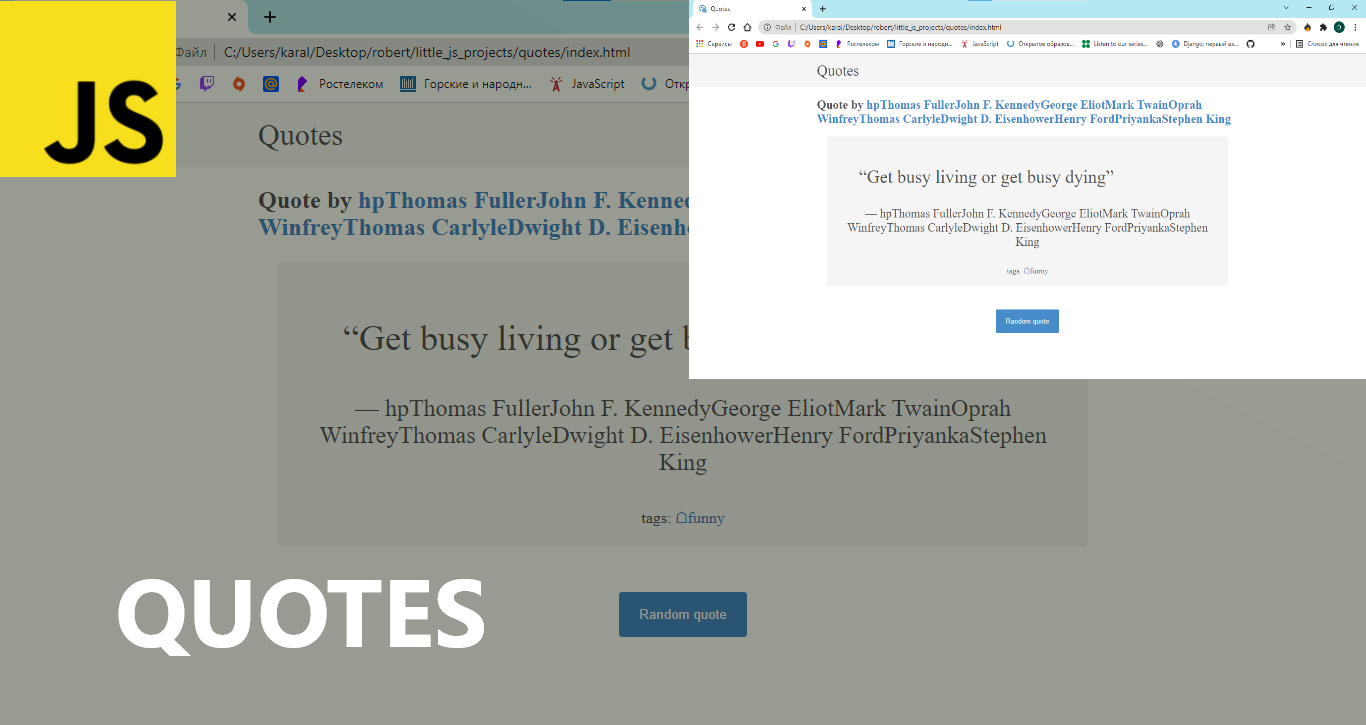 JS
Файл
C:/Users/karal/Desktop/robert/little_js_projects/quotes/index.html
Ростелеком
Горские и народн...
JavaScript
Откр
Quotes
Quote by hpThomas FullerJohn F. Kenned
WinfreyThomas CarlyleDwight D. Eisenh
“Get busy living or get b
— hpThomas FullerJohn F. KennedyGeorge EliotMark TwainOprah
WinfreyThomas CarlyleDwight D. EisenhowerHenry FordPriyankaStephen
King
tags: funny
Random quote
QUOTES
Quotes
Файл
C:/Users/karal/Desktop/robert/little_js_projects/quotes/index.html
Сервисы
Ростелеком
Горские и народн...
JavaScript
Открытое образов...
Listen to our series...
Django: первый вз...
»
Список для чтения
Quotes
Quote by hpThomas FullerJohn F. KennedyGeorge EliotMark TwainOprah
WinfreyThomas CarlyleDwight D. EisenhowerHenry FordPriyankaStephen King
“Get busy living or get busy dying”
— hpThomas FullerJohn F. KennedyGeorge EliotMark TwainOprah
WinfreyThomas CarlyleDwight D. EisenhowerHenry FordPriyankaStephen
King
tags: funny
Random quote